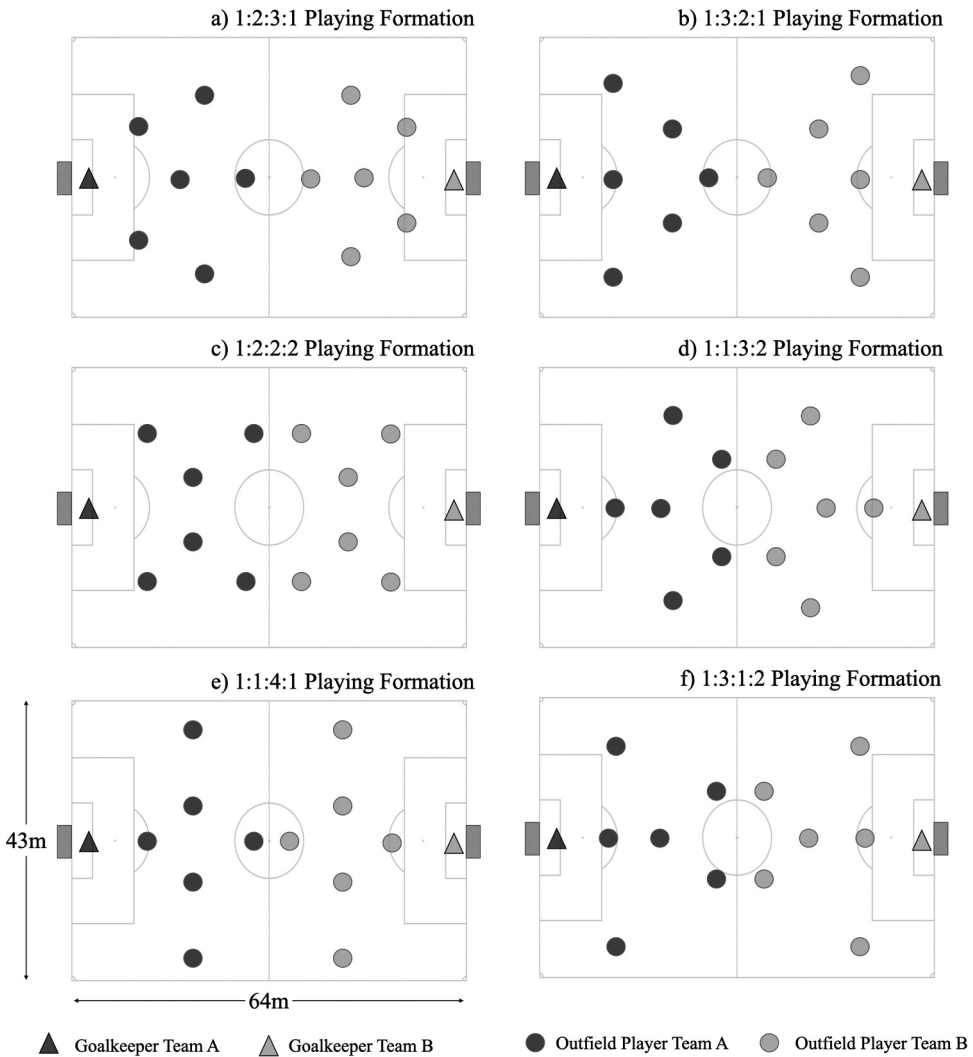 a) 1:2:3:1 Playing Formation
b) 1:3:2:1 Playing Formation
c) 1:2:2:2 Playing Formation
d) 1:1:3:2 Playing Formation
e) 1:1:4:1 Playing Formation
f) 1:3:1:2 Playing Formation
43m
64m
Goalkeeper Team A
Goalkeeper Team B
Outfield Player Team A
Outfield Player Team B